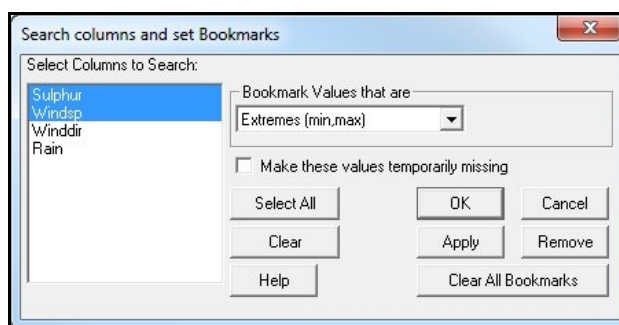 Search columns and set Bookmarks
Select Columns to Search:
Sulphur
Windsp
Winddir
Rain
Bookmark Values that are
Extremes (min,max)
Make these values temporarily missing
Select All
OK
Cancel
Clear
Apply
Remove
Help
Clear All Bookmarks